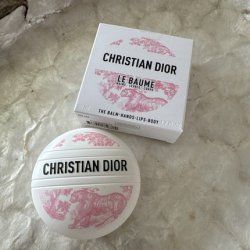 CHRISTIAN DIOR
LE BAUME
THE BALM·HANDS·LIPS·BODY
CHRISTIAN DIOR